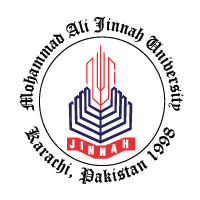 Mohammad Ali Jinnah University
JINNAH
Karachi, Pakistan 1998